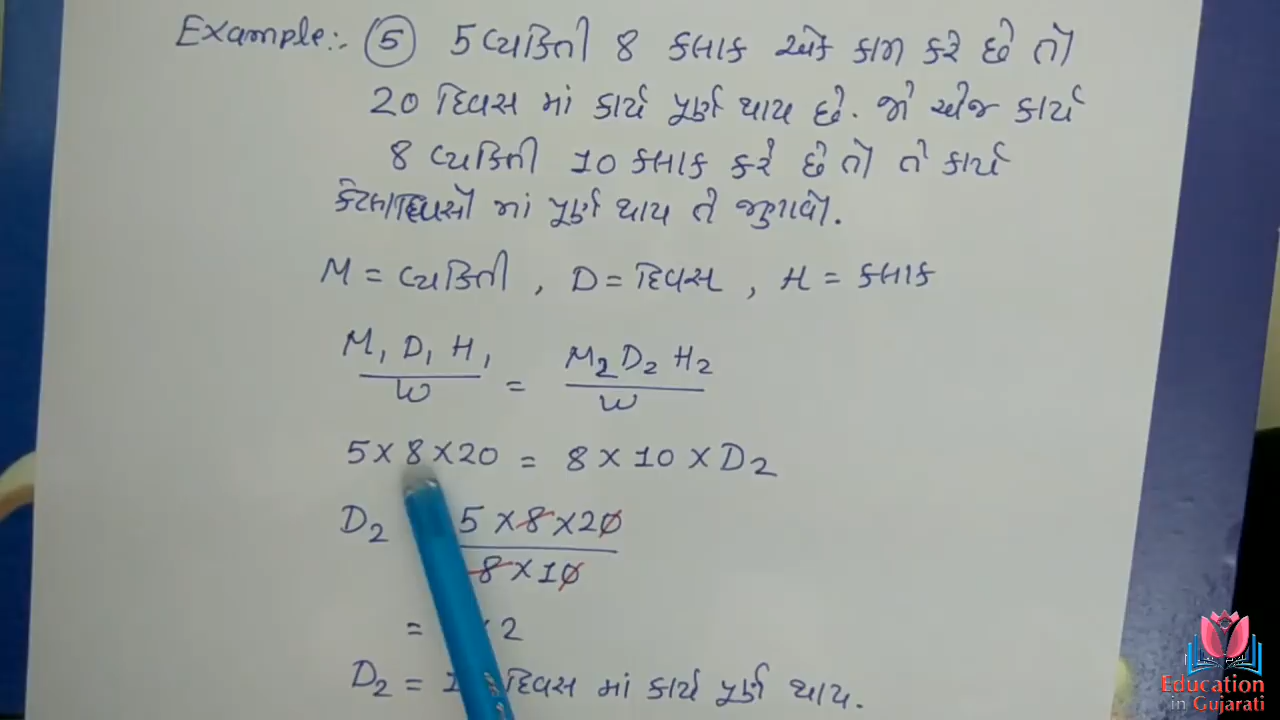 Example:- ⑤ 5 વ્યકિતી 8 કલાક એક કામ કરે છે તો
20 દિવસ માં કાર્ય પૂર્ણ થાય છે. જો એજ કાર્ય
8 વ્યકિતી 10 કલાક કરે છે તો તે કાર્ય
કેટલા દિવસો માં પૂર્ણ થાય તે જણાવો.
M = વ્યકિતી , D = દિવસ , H = કલાક
M₁ D₁ H₁ / W = M₂ D₂ H₂ / W
5 × 8 × 20 = 8 × 10 × D₂
D₂ 5 × 8 × 20 / 8 × 10
= 2
D₂ = દિવસ માં કાર્ય પૂર્ણ થાય.
Education
in Gujarati